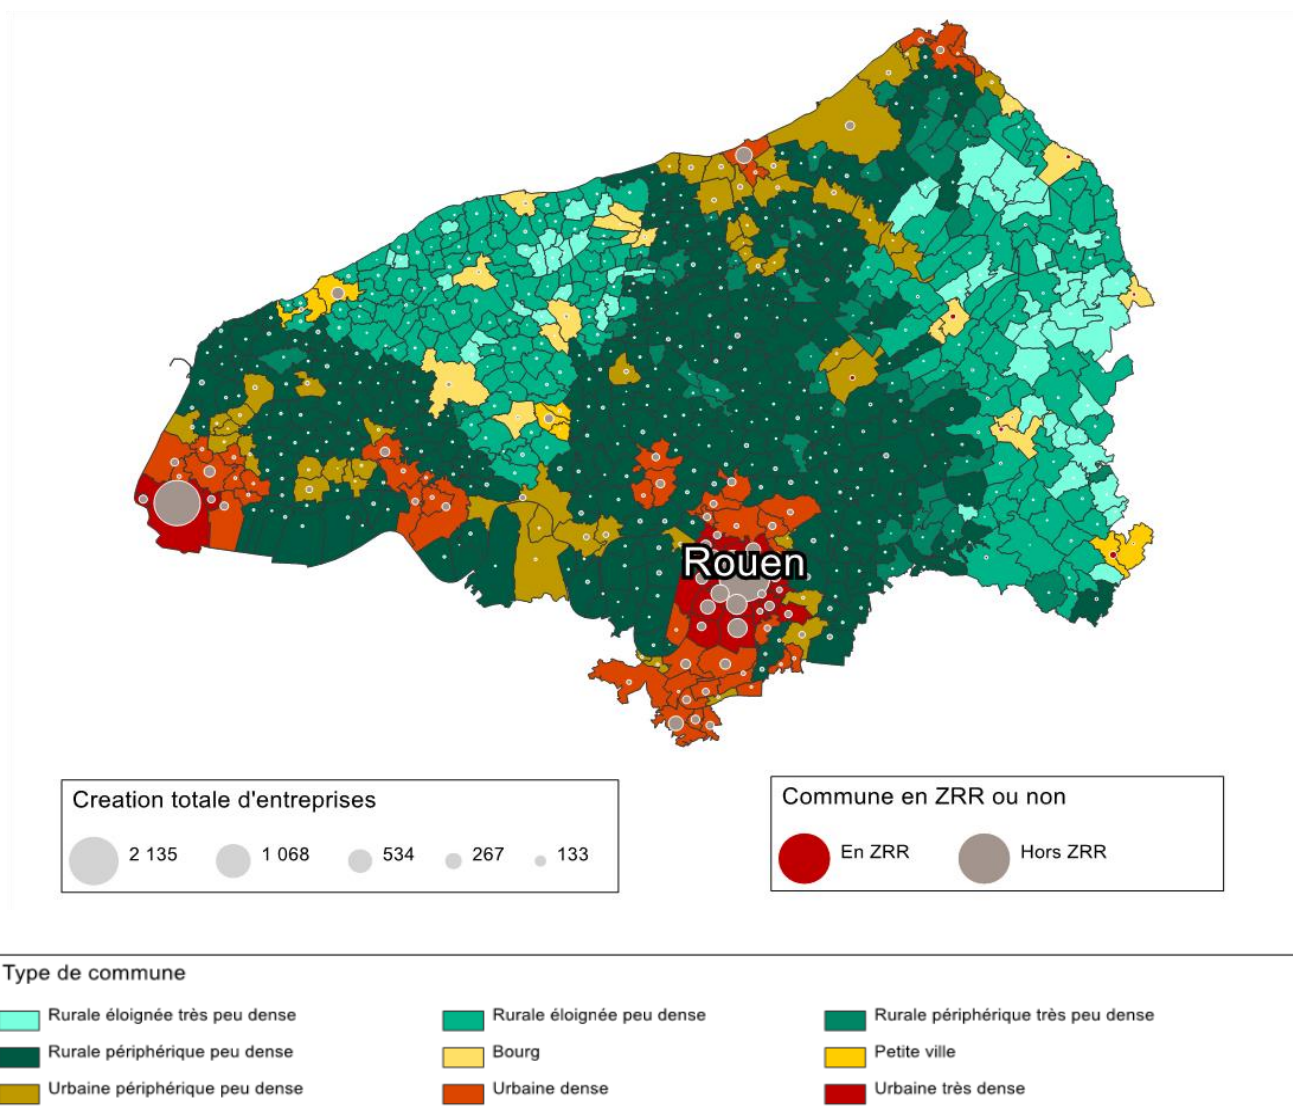 Rouen
Creation totale d'entreprises
2 135
1 068
534
267
133
Commune en ZRR ou non
En ZRR
Hors ZRR
Type de commune
Rurale éloignée très peu dense
Rurale éloignée peu dense
Rurale périphérique très peu dense
Rurale périphérique peu dense
Bourg
Petite ville
Urbaine périphérique peu dense
Urbaine dense
Urbaine très dense